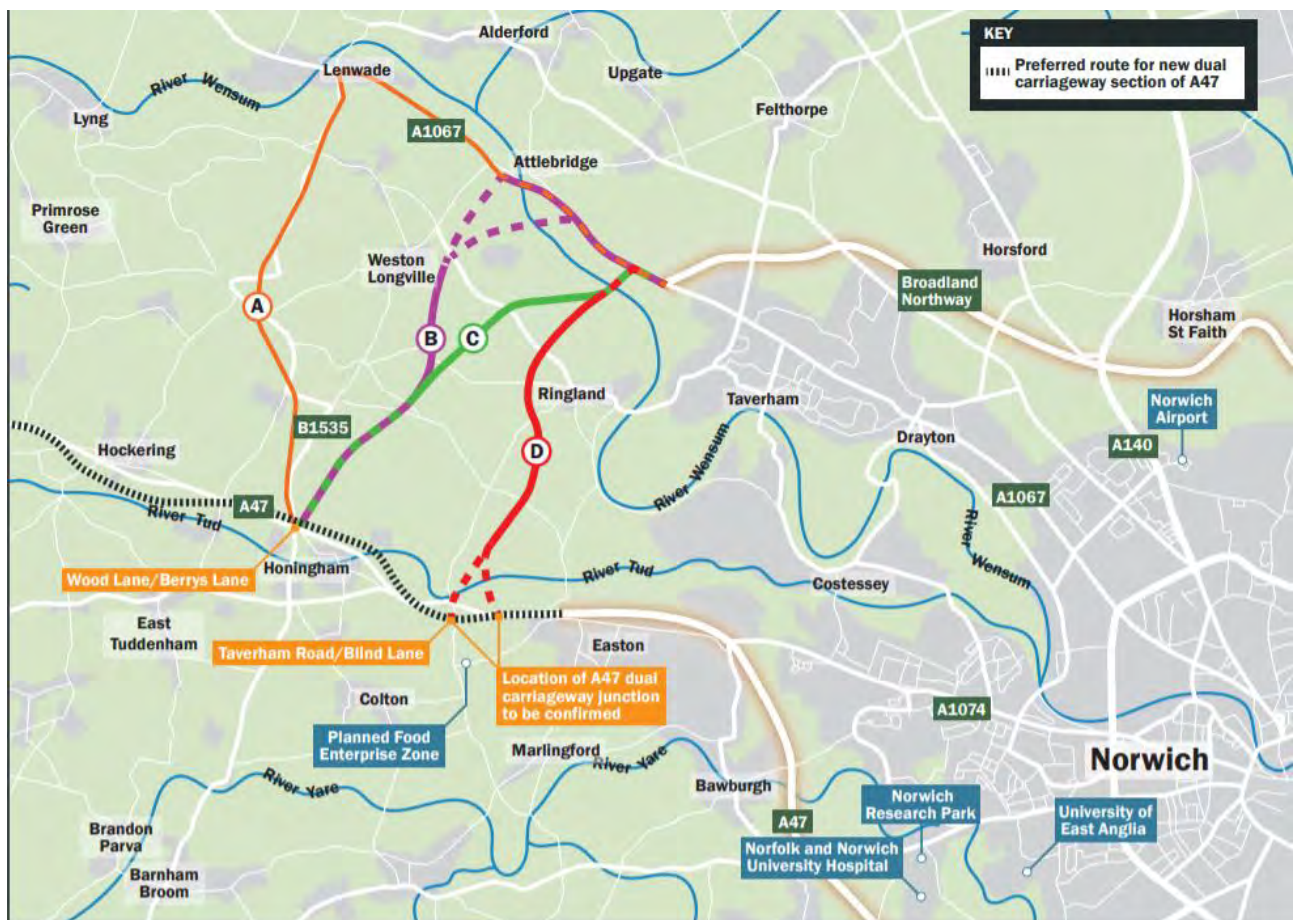 Alderford
KEY
Preferred route for new dual
carriageway section of A47
Lenwade
Upgate
River Wensum
Felthorpe
Lyng
A1067
Attlebridge
Primrose
Green
Weston
Longville
Horsford
Broadland
Northway
Horsham
St Faith
A
B
C
Ringland
Taverham
Norwich
Airport
B1535
Hockering
D
Drayton
A140
River Wensum
A1067
A47
River Tud
River Wensum
Wood Lane/Berrys Lane
Honingham
River Tud
Costessey
East
Tuddenham
Taverham Road/Blind Lane
Easton
Location of A47 dual
carriageway junction
to be confirmed
Colton
A1074
Planned Food
Enterprise Zone
Marlingford
River Yare
Norwich
River Yare
Bawburgh
Norwich
Research Park
University of
East Anglia
Brandon
Parva
A47
Norfolk and Norwich
University Hospital
Barnham
Broom